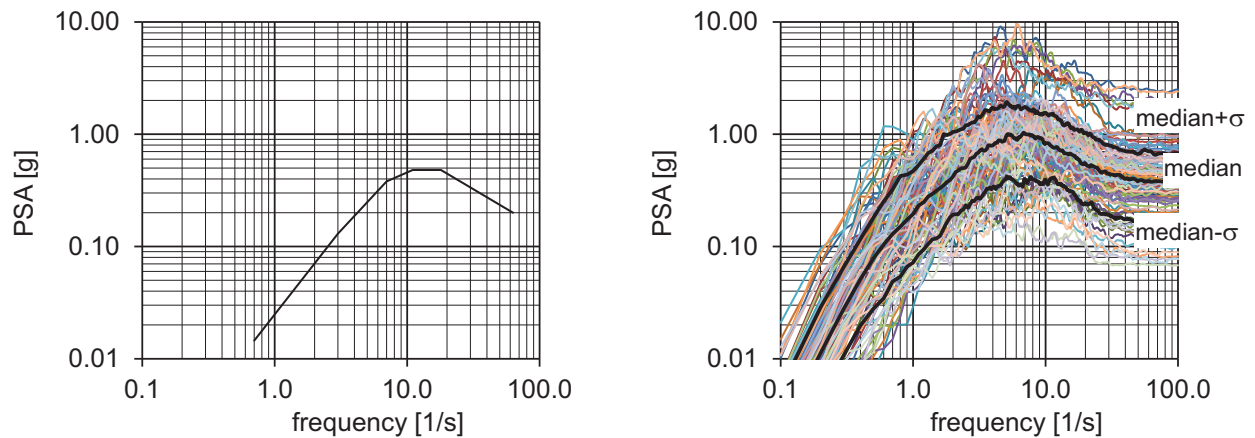 10.00
1.00
0.10
0.01
PSA [g]
0.1 1.0 10.0 100.0
frequency [1/s]
10.00
1.00
0.10
0.01
PSA [g]
0.1 1.0 10.0 100.0
frequency [1/s]
median+σ
median
median-σ